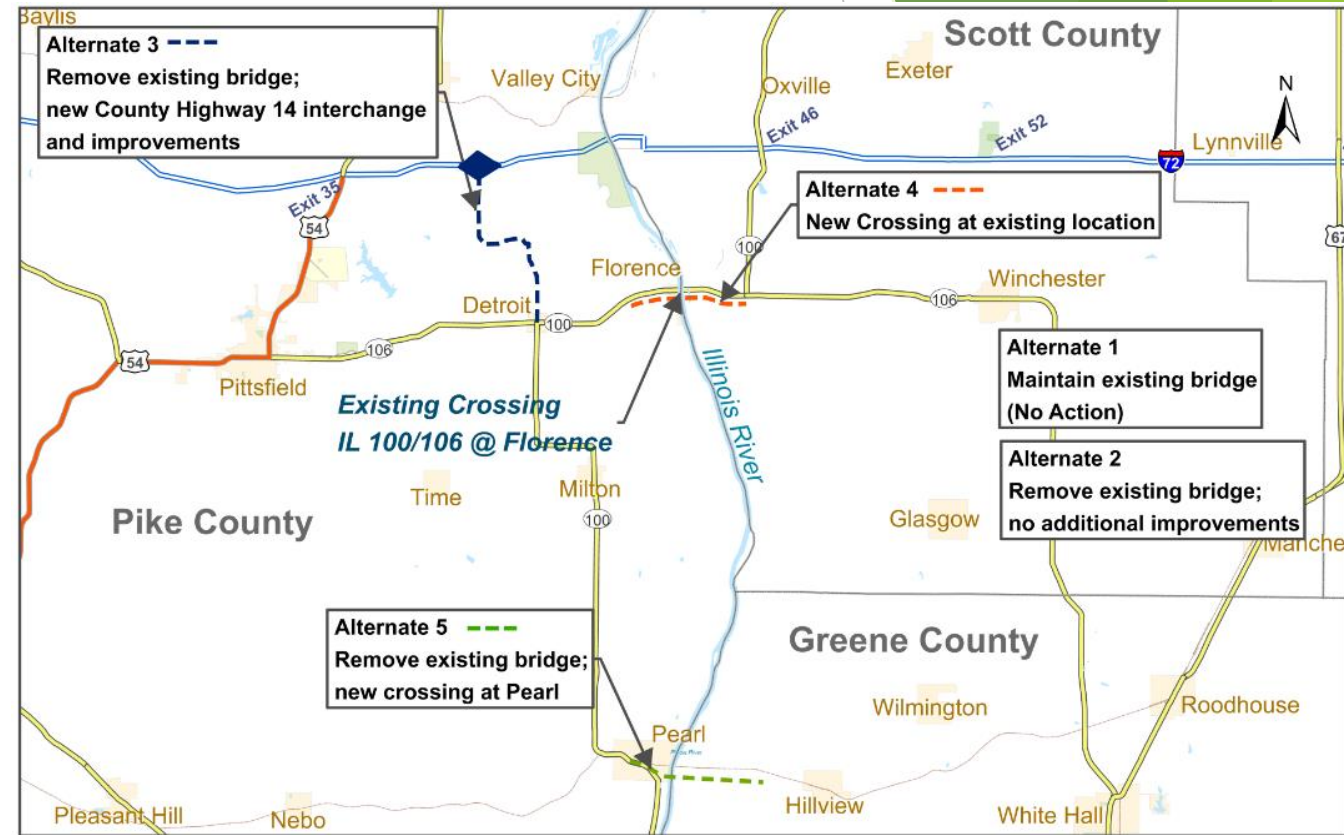 Baylis
Alternate 3
Remove existing bridge;
new County Highway 14 interchange
and improvements
Valley City
Oxville
Exeter
Scott County
N
Exit 46
Exit 52
Lynnville
72
Exit 35
54
Alternate 4
New Crossing at existing location
67
100
Florence
Winchester
Detroit
100
106
106
54
Pittsfield
Illinois River
Existing Crossing
IL 100/106 @ Florence
Alternate 1
Maintain existing bridge
(No Action)
Alternate 2
Remove existing bridge;
no additional improvements
Time
Milton
100
Glasgow
Pike County
Manche
Alternate 5
Remove existing bridge;
new crossing at Pearl
Greene County
Wilmington
Roodhouse
Pearl
Pleasant Hill
Nebo
Hillview
White Hall